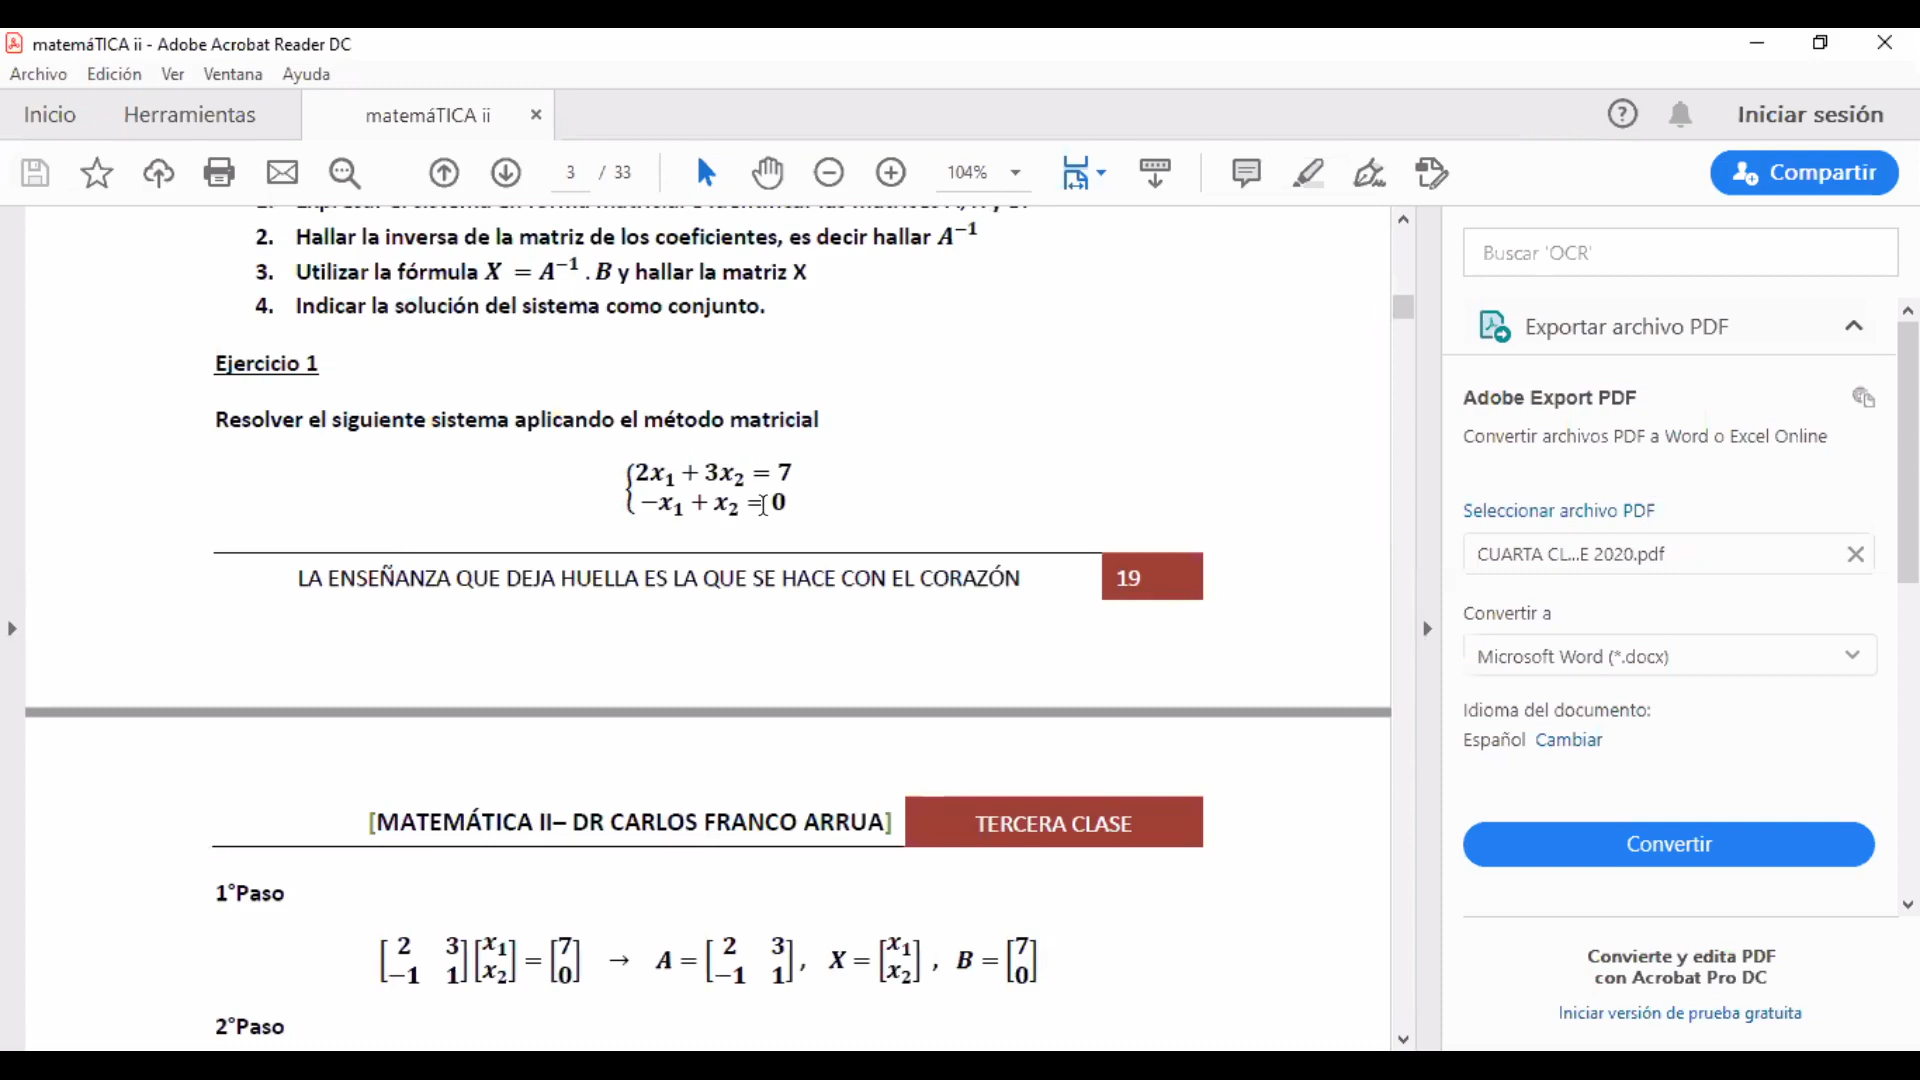 matemáTICA ii - Adobe Acrobat Reader DC
Archivo Edición Ver Ventana Ayuda
Inicio Herramientas matemáTICA ii Iniciar sesión
3 / 33 104% Compartir
2. Hallar la inversa de la matriz de los coeficientes, es decir hallar A⁻¹
3. Utilizar la fórmula X = A⁻¹ . B y hallar la matriz X
4. Indicar la solución del sistema como conjunto.
Ejercicio 1
Resolver el siguiente sistema aplicando el método matricial
{2x₁ + 3x₂ = 7
−x₁ + x₂ = 0
LA ENSEÑANZA QUE DEJA HUELLA ES LA QUE SE HACE CON EL CORAZÓN 19
[MATEMÁTICA II– DR CARLOS FRANCO ARRUA] TERCERA CLASE
1°Paso
[2 3; −1 1][x₁; x₂] = [7; 0] → A = [2 3; −1 1], X = [x₁; x₂] , B = [7; 0]
2°Paso
Buscar 'OCR'
Exportar archivo PDF
Adobe Export PDF
Convertir archivos PDF a Word o Excel Online
Seleccionar archivo PDF
CUARTA CL...E 2020.pdf
Convertir a
Microsoft Word (*.docx)
Idioma del documento:
Español Cambiar
Convertir
Convierte y edita PDF
con Acrobat Pro DC
Iniciar versión de prueba gratuita